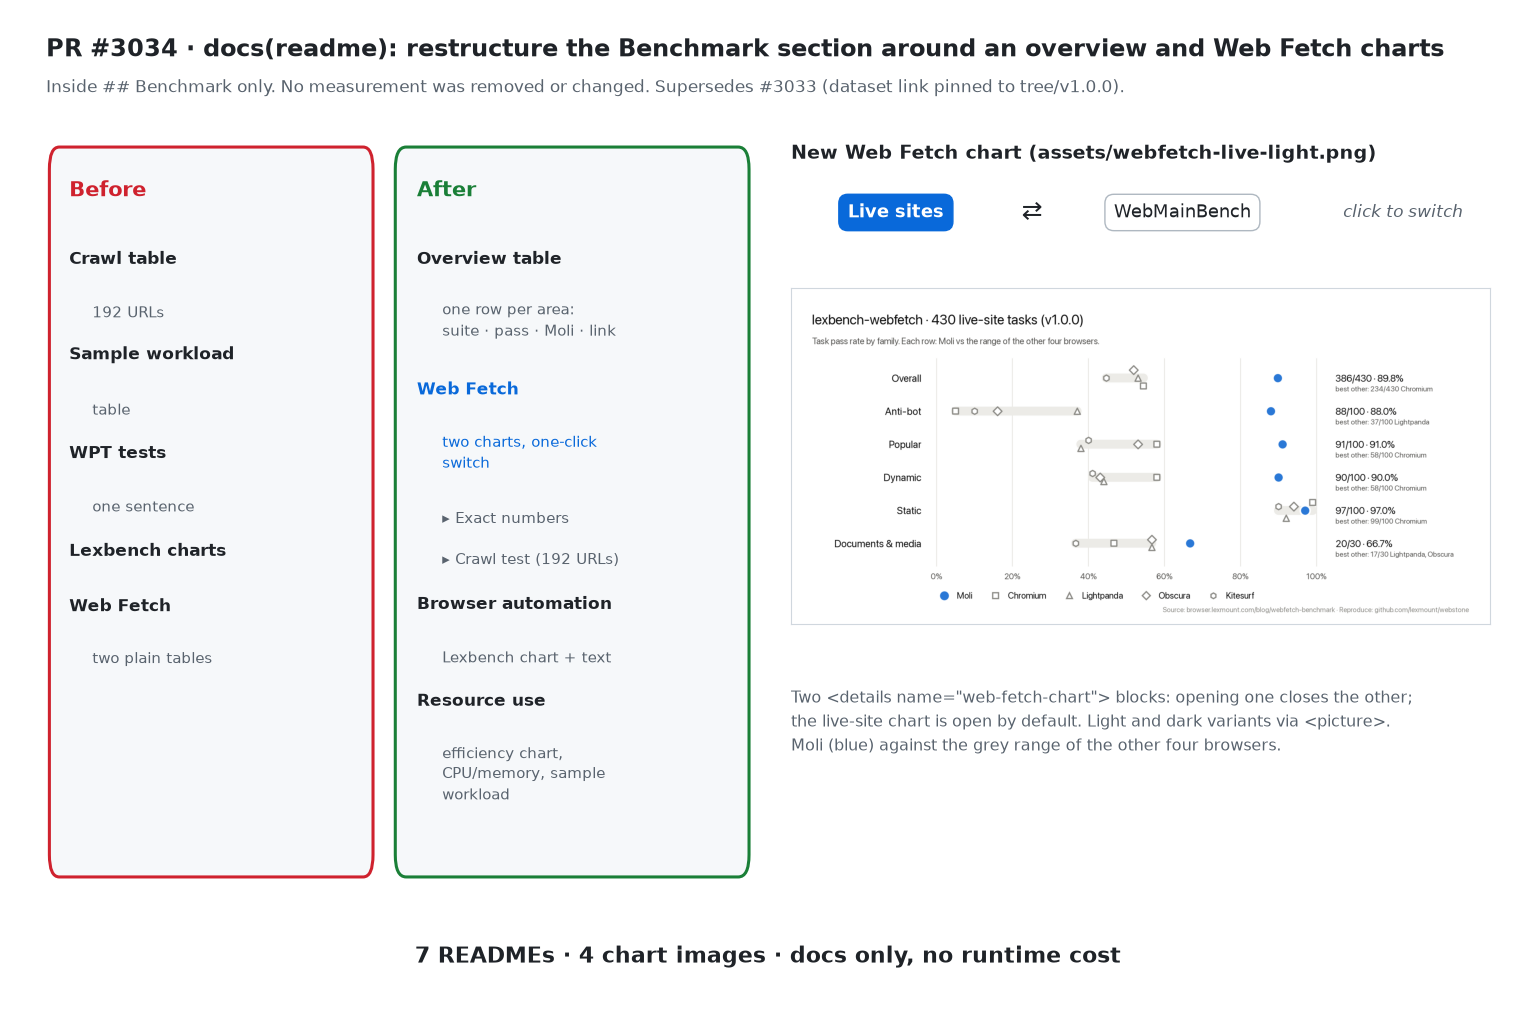 PR #3034 · docs(readme): restructure the Benchmark section around an overview and Web Fetch charts
Inside ## Benchmark only. No measurement was removed or changed. Supersedes #3033 (dataset link pinned to tree/v1.0.0).
Before
Crawl table
192 URLs
Sample workload
table
WPT tests
one sentence
Lexbench charts
Web Fetch
two plain tables
After
Overview table
one row per area:
suite · pass · Moli · link
Web Fetch
two charts, one-click
switch
▸ Exact numbers
▸ Crawl test (192 URLs)
Browser automation
Lexbench chart + text
Resource use
efficiency chart,
CPU/memory, sample
workload
New Web Fetch chart (assets/webfetch-live-light.png)
Live sites ⇄ WebMainBench click to switch
lexbench-webfetch · 430 live-site tasks (v1.0.0)
Task pass rate by family. Each row: Moli vs the range of the other four browsers.
Overall
386/430 · 89.8%
best other: 234/430 Chromium
Anti-bot
88/100 · 88.0%
best other: 37/100 Lightpanda
Popular
91/100 · 91.0%
best other: 58/100 Chromium
Dynamic
90/100 · 90.0%
best other: 58/100 Chromium
Static
97/100 · 97.0%
best other: 99/100 Chromium
Documents & media
20/30 · 66.7%
best other: 17/30 Lightpanda, Obscura
0% 20% 40% 60% 80% 100%
Moli Chromium Lightpanda Obscura Kitesurf
Source: browser.lexmount.com/blog/webfetch-benchmark · Reproduce: github.com/lexmount/webstone
Two <details name="web-fetch-chart"> blocks: opening one closes the other;
the live-site chart is open by default. Light and dark variants via <picture>.
Moli (blue) against the grey range of the other four browsers.
7 READMEs · 4 chart images · docs only, no runtime cost